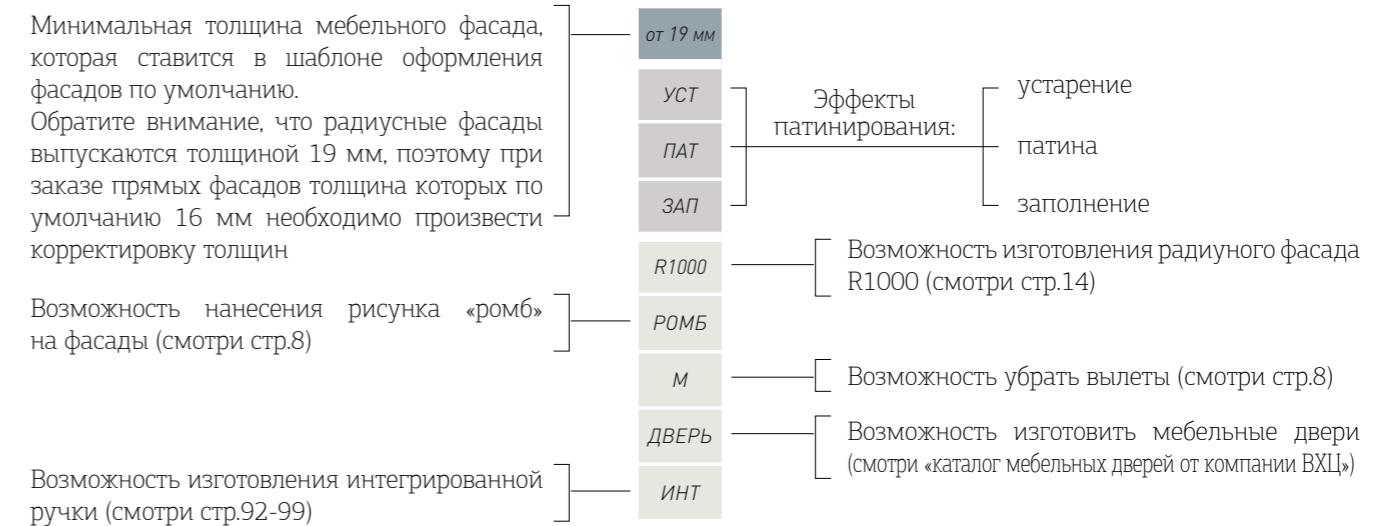 Минимальная толщина мебельного фасада,
которая ставится в шаблоне оформления
фасадов по умолчанию.
Обратите внимание, что радиусные фасады
выпускаются толщиной 19 мм, поэтому при
заказе прямых фасадов толщина которых по
умолчанию 16 мм необходимо произвести
корректировку толщин
Возможность нанесения рисунка «ромб»
на фасады (смотри стр.8)
Возможность изготовления интегрированной
ручки (смотри стр.92-99)
от 19 мм
УСТ
ПАТ
ЗАП
R1000
РОМБ
М
ДВЕРЬ
ИНТ
Эффекты
патинирования:
устарение
патина
заполнение
Возможность изготовления радиуного фасада
R1000 (смотри стр.14)
Возможность убрать вылеты (смотри стр.8)
Возможность изготовить мебельные двери
(смотри «каталог мебельных дверей от компании ВХЦ»)